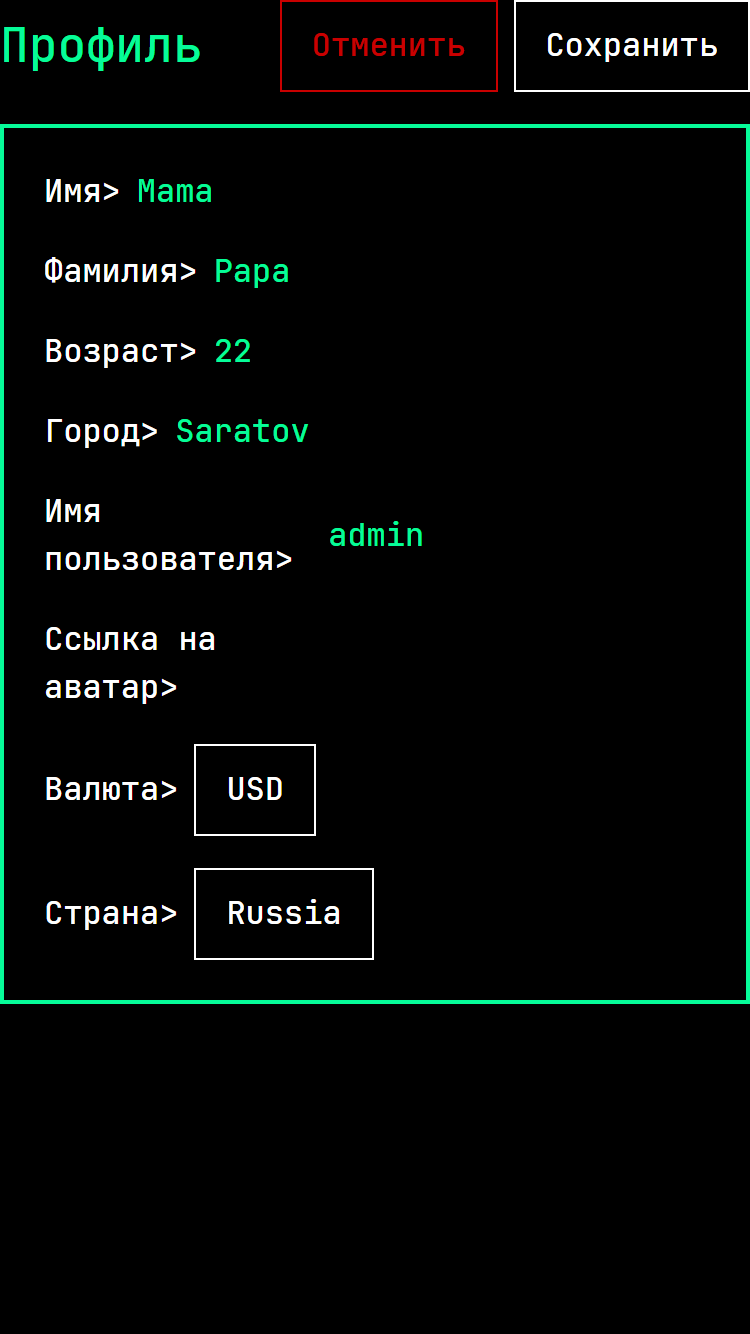 Профиль Отменить Сохранить
Имя> Mama
Фамилия> Papa
Возраст> 22
Город> Saratov
Имя
пользователя> admin
Ссылка на
аватар>
Валюта> USD
Страна> Russia